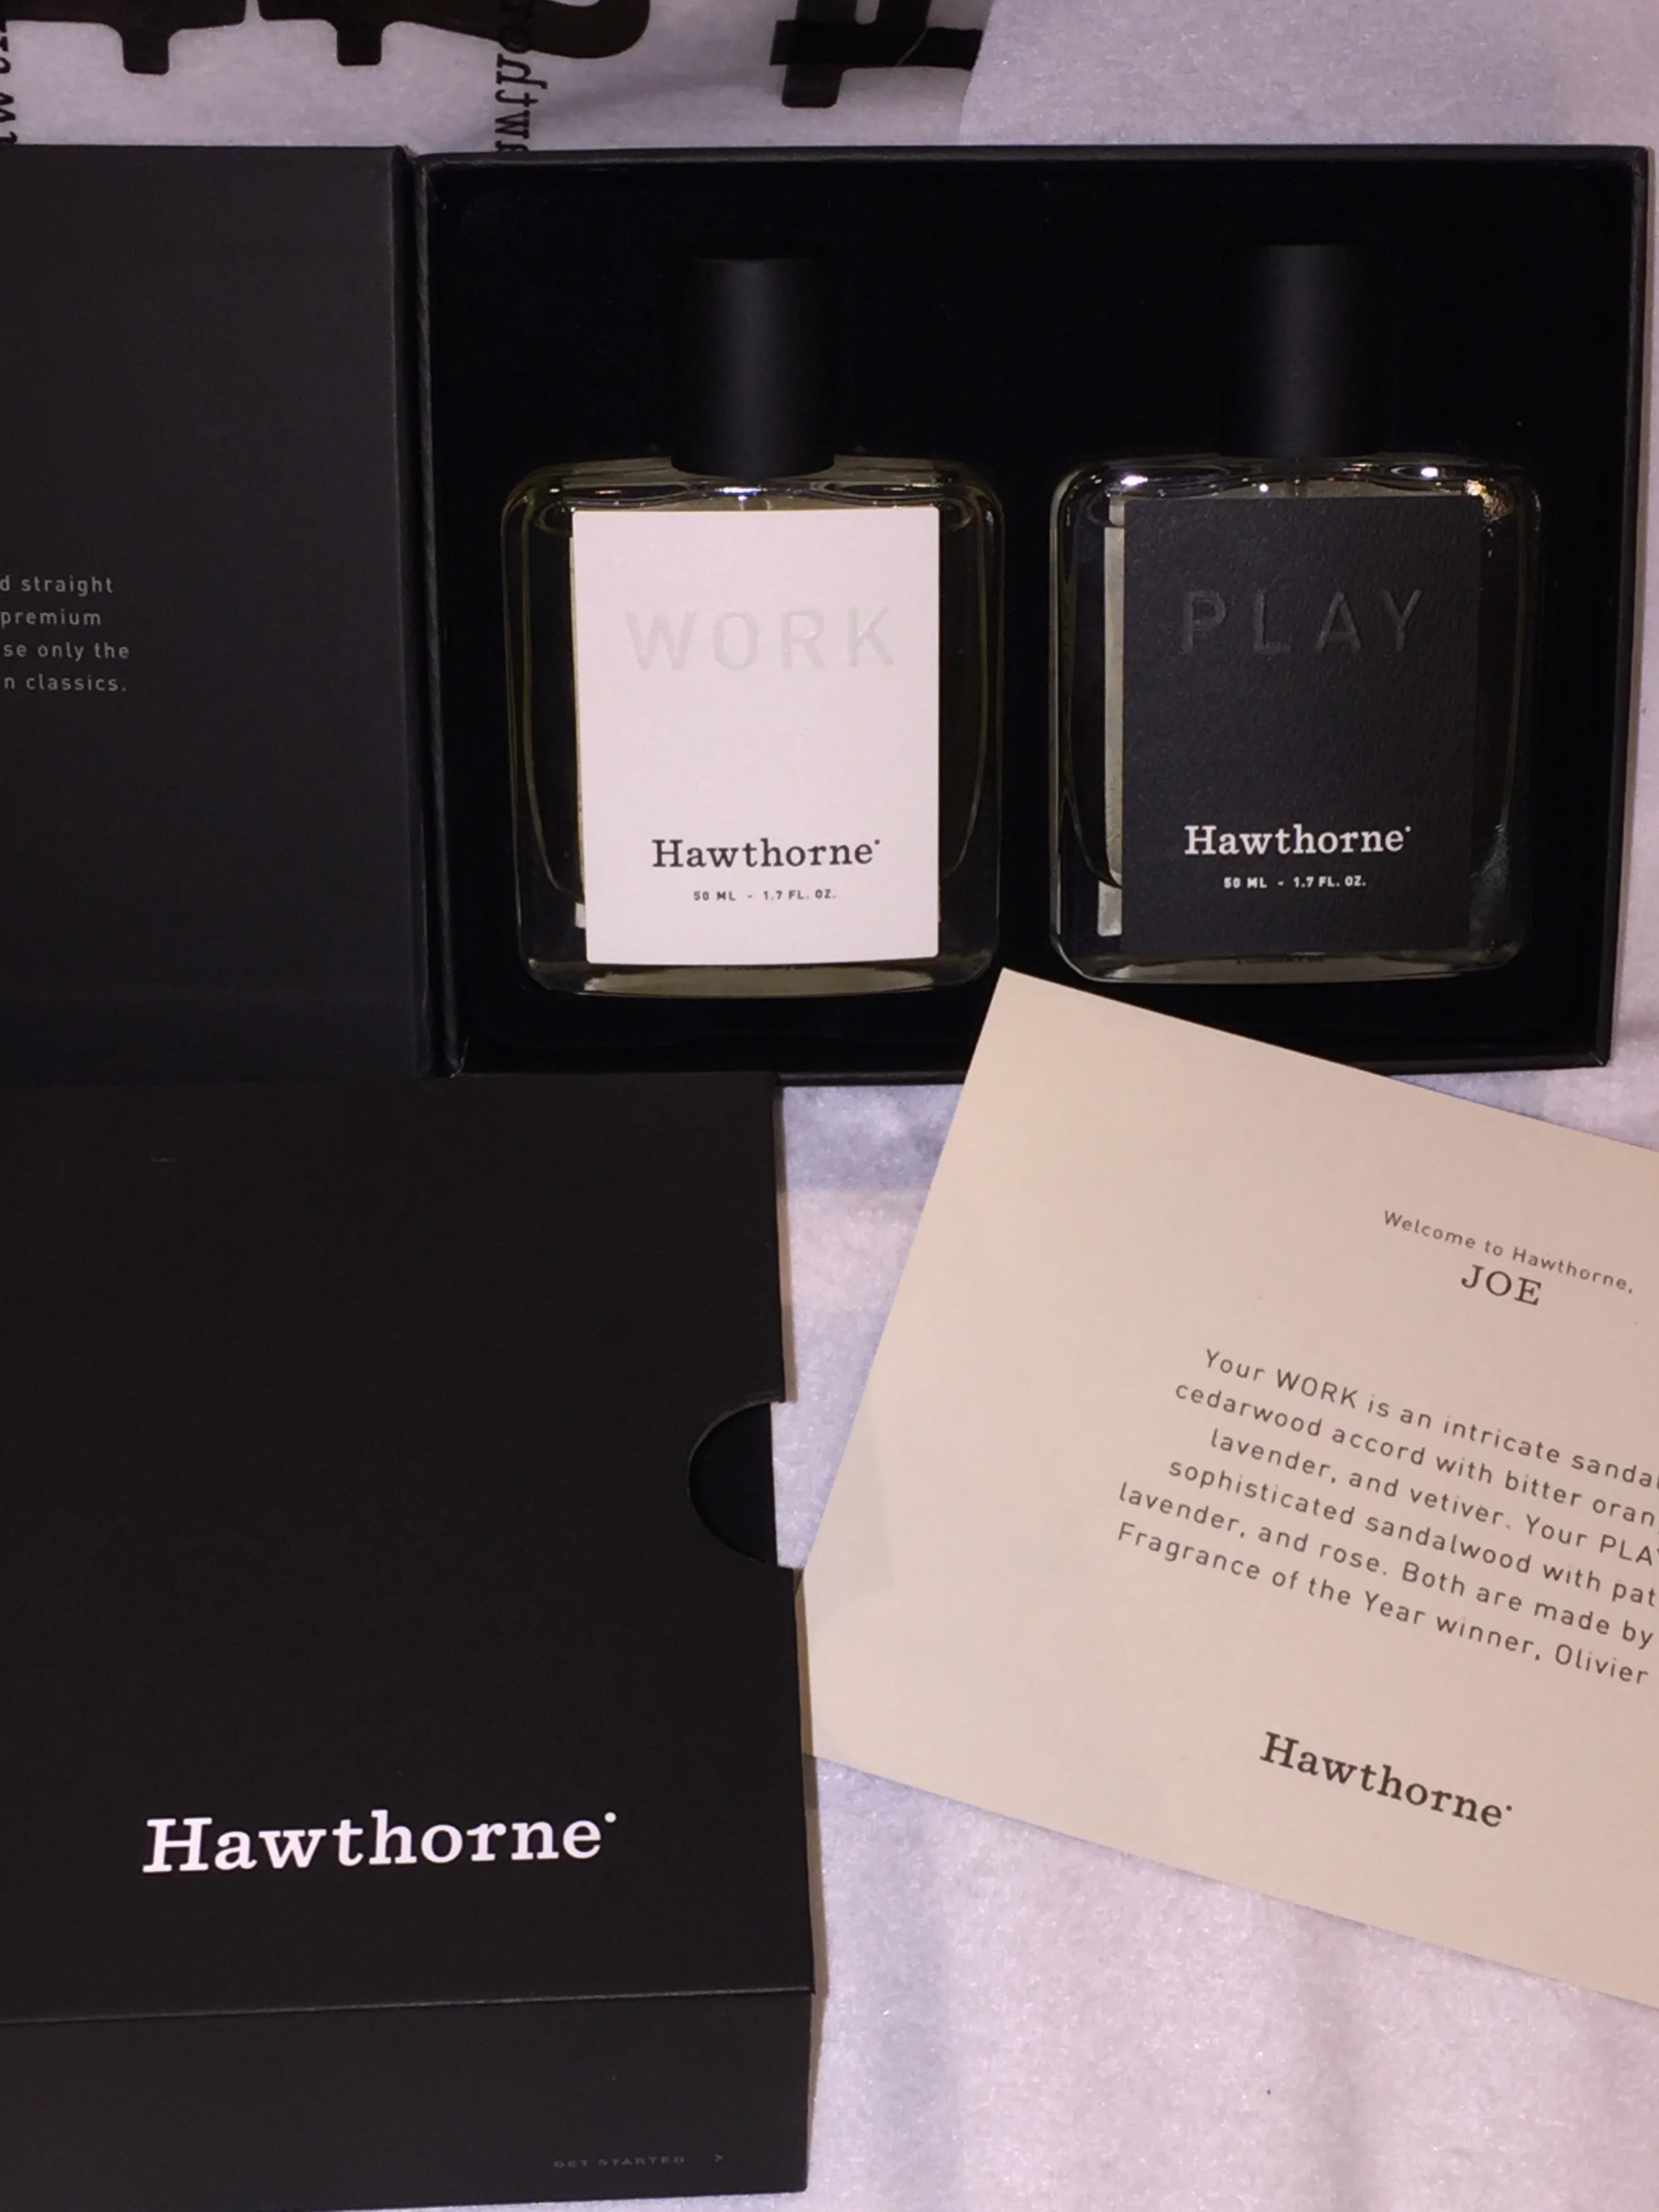 d straight
premium
se only the
n classics.
WORK
Hawthorne
50 ML - 1.7 FL. OZ.
PLAY
Hawthorne
50 ML - 1.7 FL. OZ.
Welcome to Hawthorne,
JOE
Your WORK is an intricate sandal
cedarwood accord with bitter oran
lavender, and vetiver. Your PLAY
sophisticated sandalwood with pat
lavender, and rose. Both are made by
Fragrance of the Year winner, Olivier
Hawthorne
Hawthorne
GET STARTED >